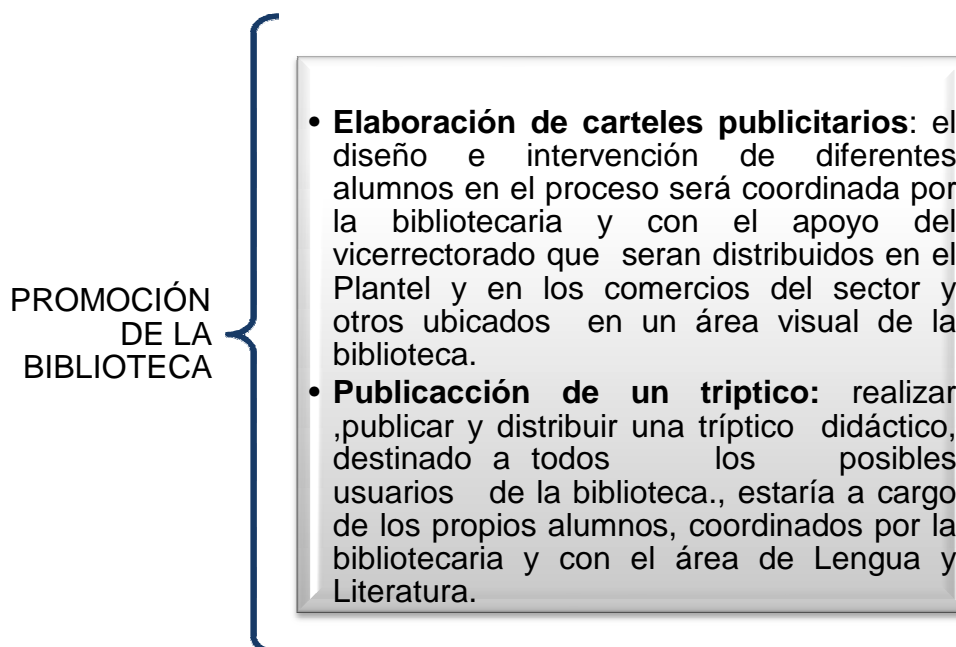 PROMOCIÓN
DE LA
BIBLIOTECA
• Elaboración de carteles publicitarios: el
diseño e intervención de diferentes
alumnos en el proceso será coordinada por
la bibliotecaria y con el apoyo del
vicerrectorado que seran distribuidos en el
Plantel y en los comercios del sector y
otros ubicados en un área visual de la
biblioteca.
• Publicacción de un triptico: realizar
,publicar y distribuir una tríptico didáctico,
destinado a todos los posibles
usuarios de la biblioteca., estaría a cargo
de los propios alumnos, coordinados por la
bibliotecaria y con el área de Lengua y
Literatura.